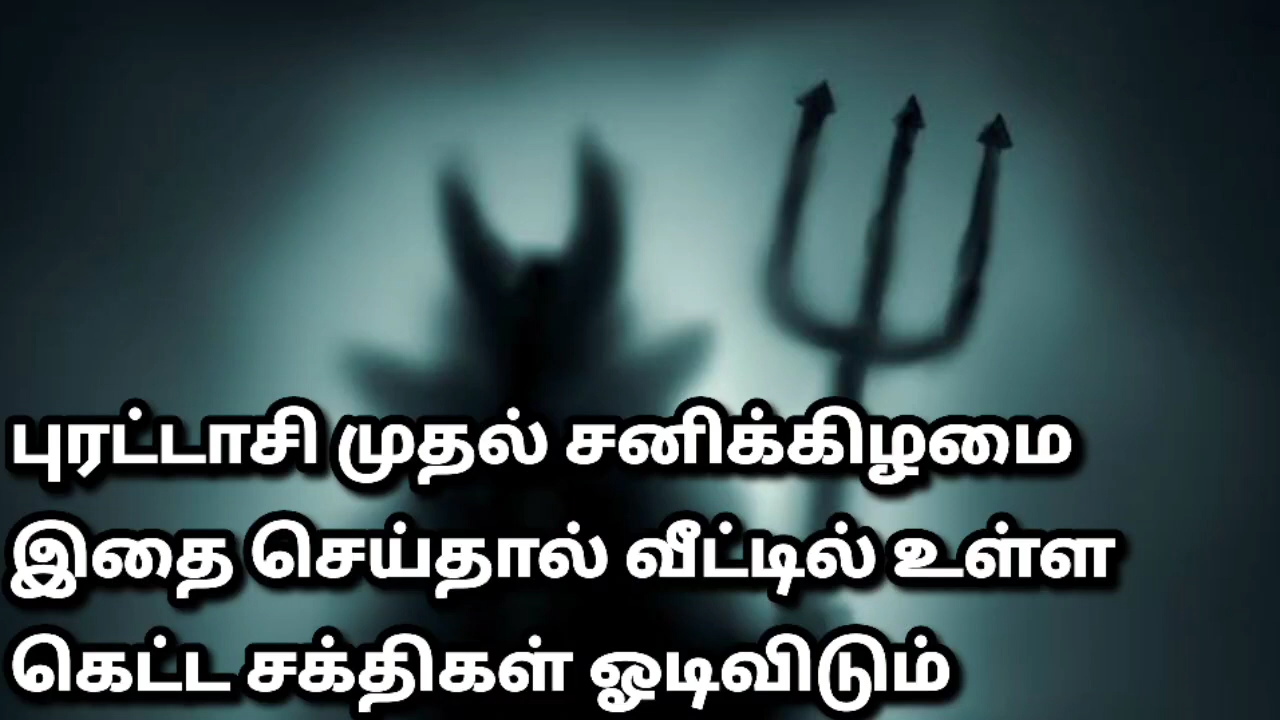 புரட்டாசி முதல் சனிக்கிழமை
இதை செய்தால் வீட்டில் உள்ள
கெட்ட சக்திகள் ஓடிவிடும்